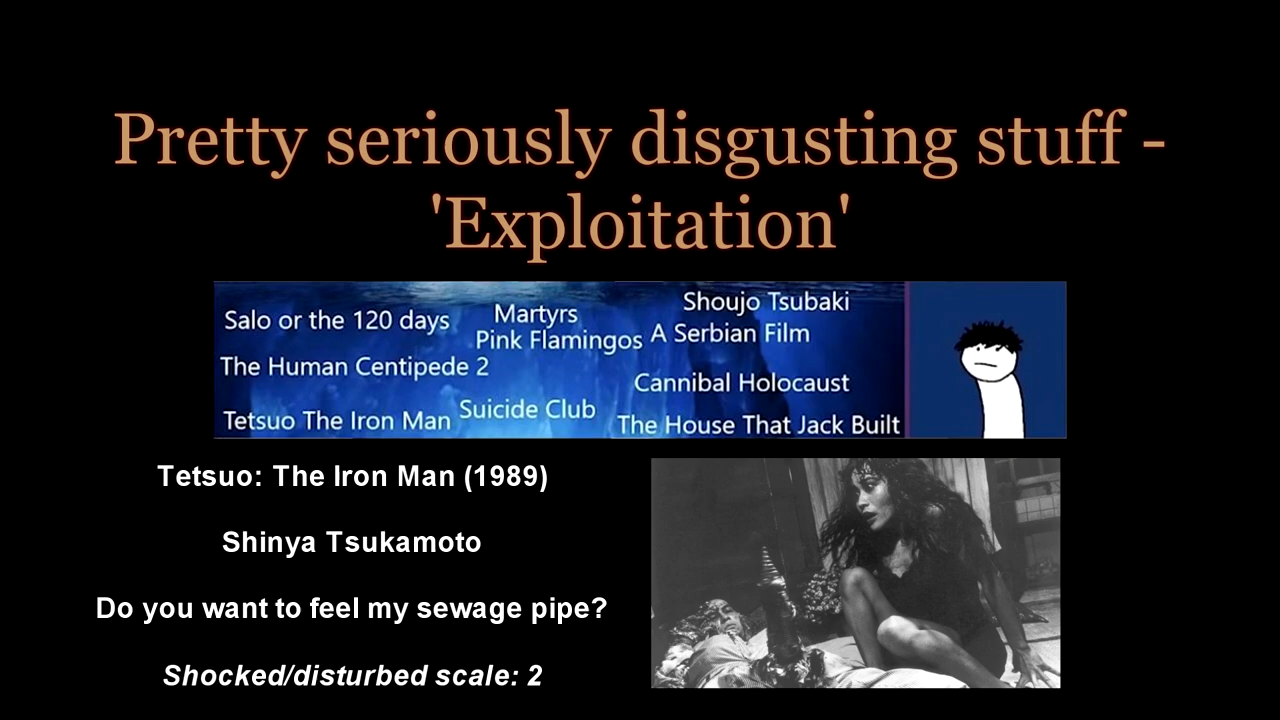 Pretty seriously disgusting stuff -
'Exploitation'
Salo or the 120 days
Martyrs
Shoujo Tsubaki
Pink Flamingos
A Serbian Film
The Human Centipede 2
Cannibal Holocaust
Tetsuo The Iron Man
Suicide Club
The House That Jack Built
Tetsuo: The Iron Man (1989)
Shinya Tsukamoto
Do you want to feel my sewage pipe?
Shocked/disturbed scale: 2